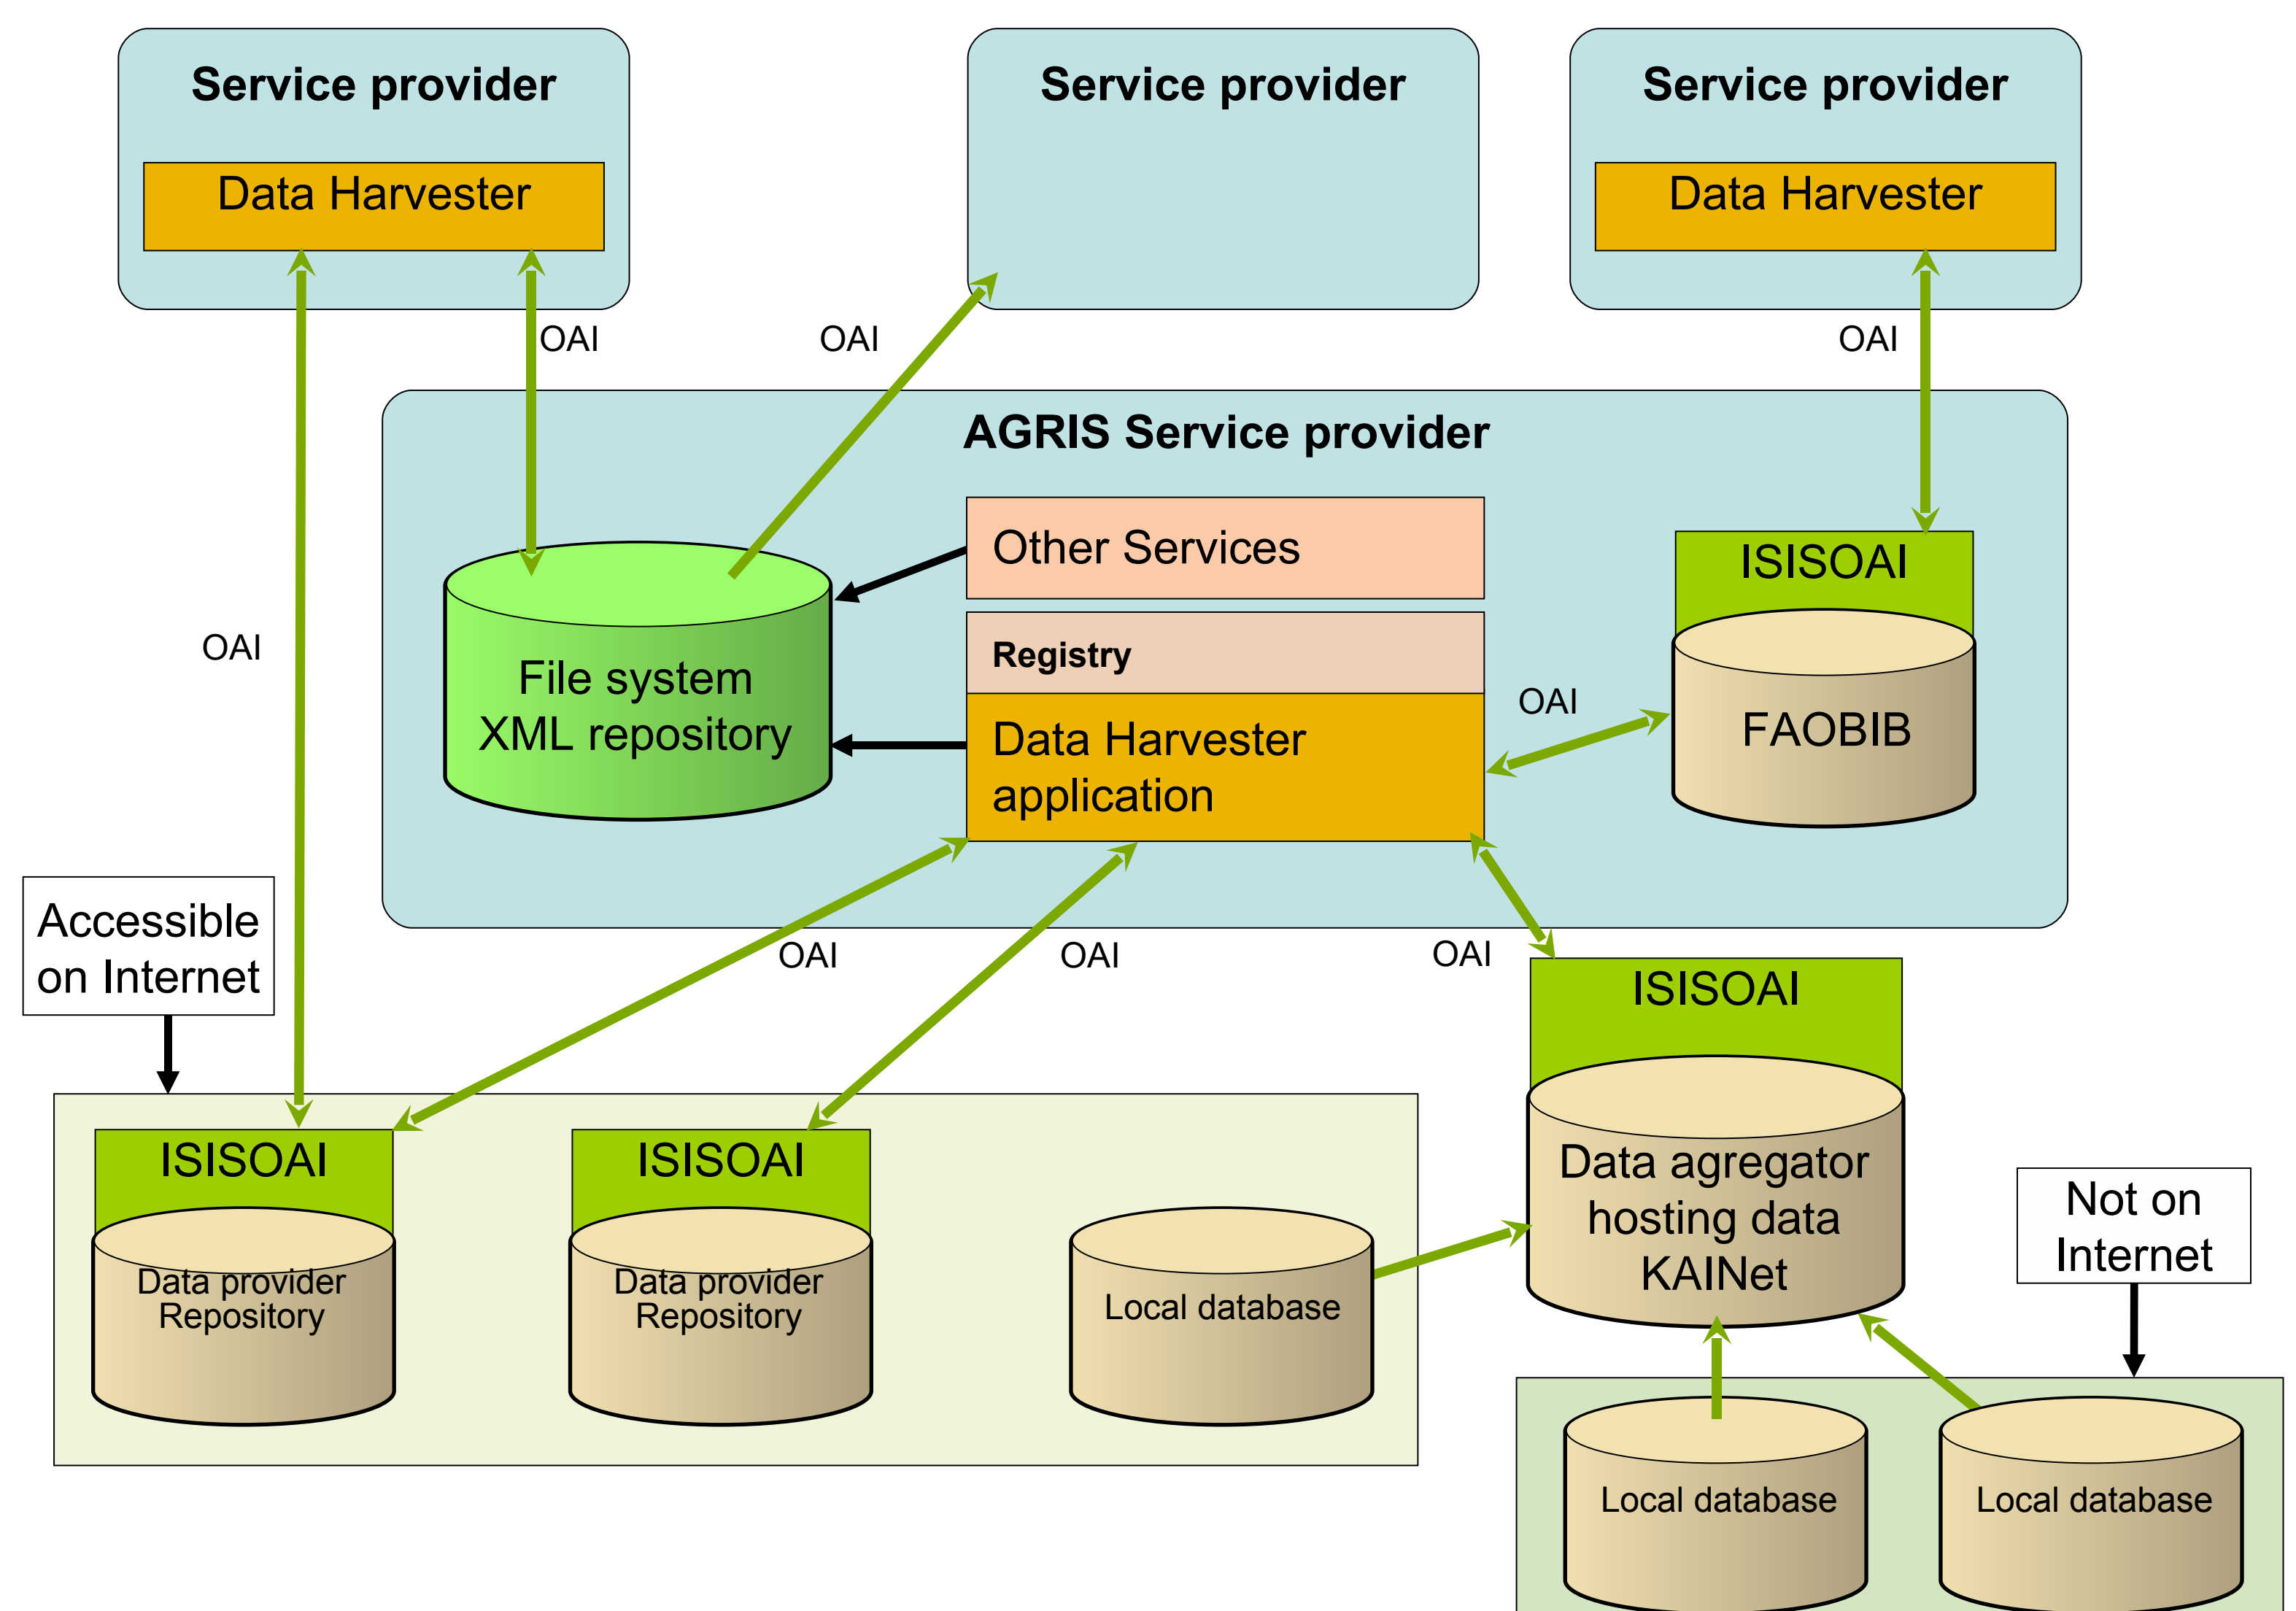 Service provider
Service provider
Service provider
Data Harvester
Data Harvester
OAI
OAI
OAI
AGRIS Service provider
Other Services
ISISOAI
OAI
File system
XML repository
Registry
OAI
FAOBIB
Data Harvester
application
Accessible
on Internet
OAI
OAI
OAI
ISISOAI
ISISOAI
ISISOAI
Data agregator
hosting data
KAINet
Not on
Internet
Data provider
Repository
Data provider
Repository
Local database
Local database
Local database